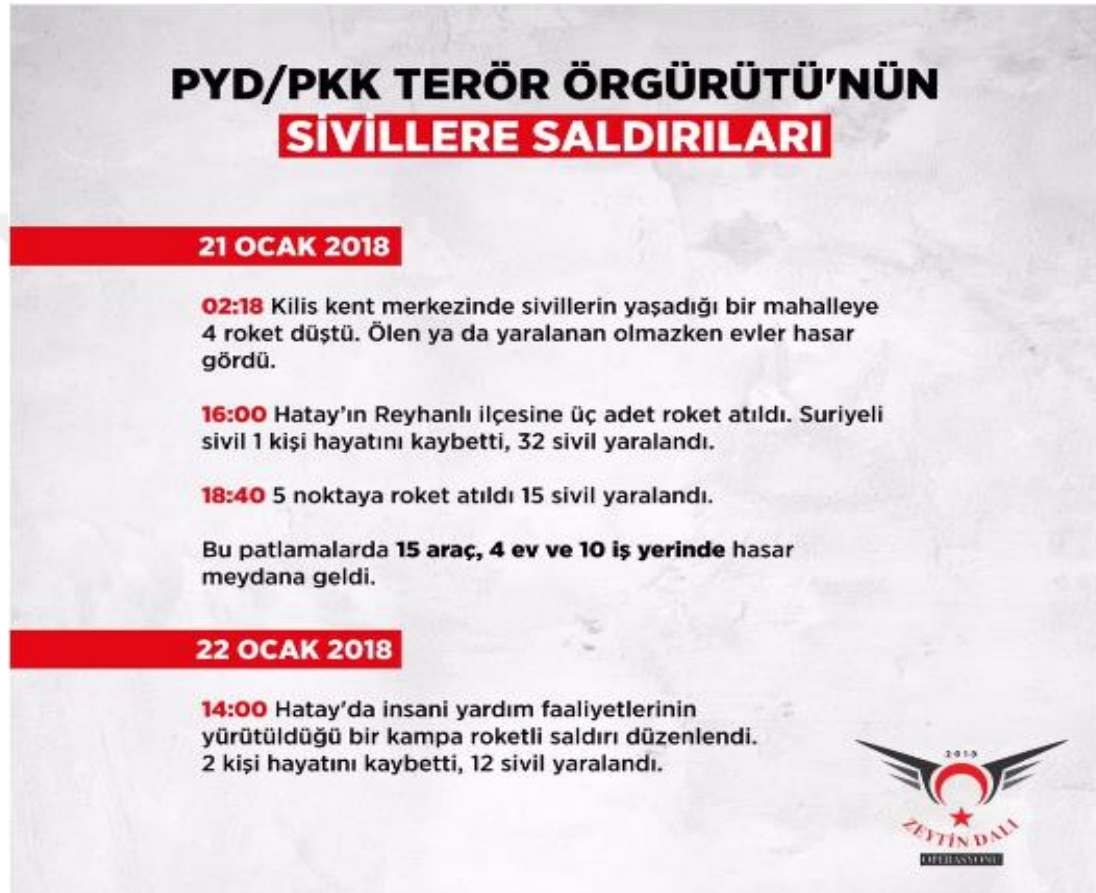 PYD/PKK TERÖR ÖRGÜRÜTÜ'NÜN
SİVİLLERE SALDIRILARI
21 OCAK 2018
02:18 Kilis kent merkezinde sivillerin yaşadığı bir mahalleye
4 roket düştü. Ölen ya da yaralanan olmazken evler hasar
gördü.
16:00 Hatay'ın Reyhanlı ilçesine üç adet roket atıldı. Suriyeli
sivil 1 kişi hayatını kaybetti, 32 sivil yaralandı.
18:40 5 noktaya roket atıldı 15 sivil yaralandı.
Bu patlamalarda 15 araç, 4 ev ve 10 iş yerinde hasar
meydana geldi.
22 OCAK 2018
14:00 Hatay'da insani yardım faaliyetlerinin
yürütüldüğü bir kampa roketli saldırı düzenlendi.
2 kişi hayatını kaybetti, 12 sivil yaralandı.
ZEYTİN DALI
OPERASYONU